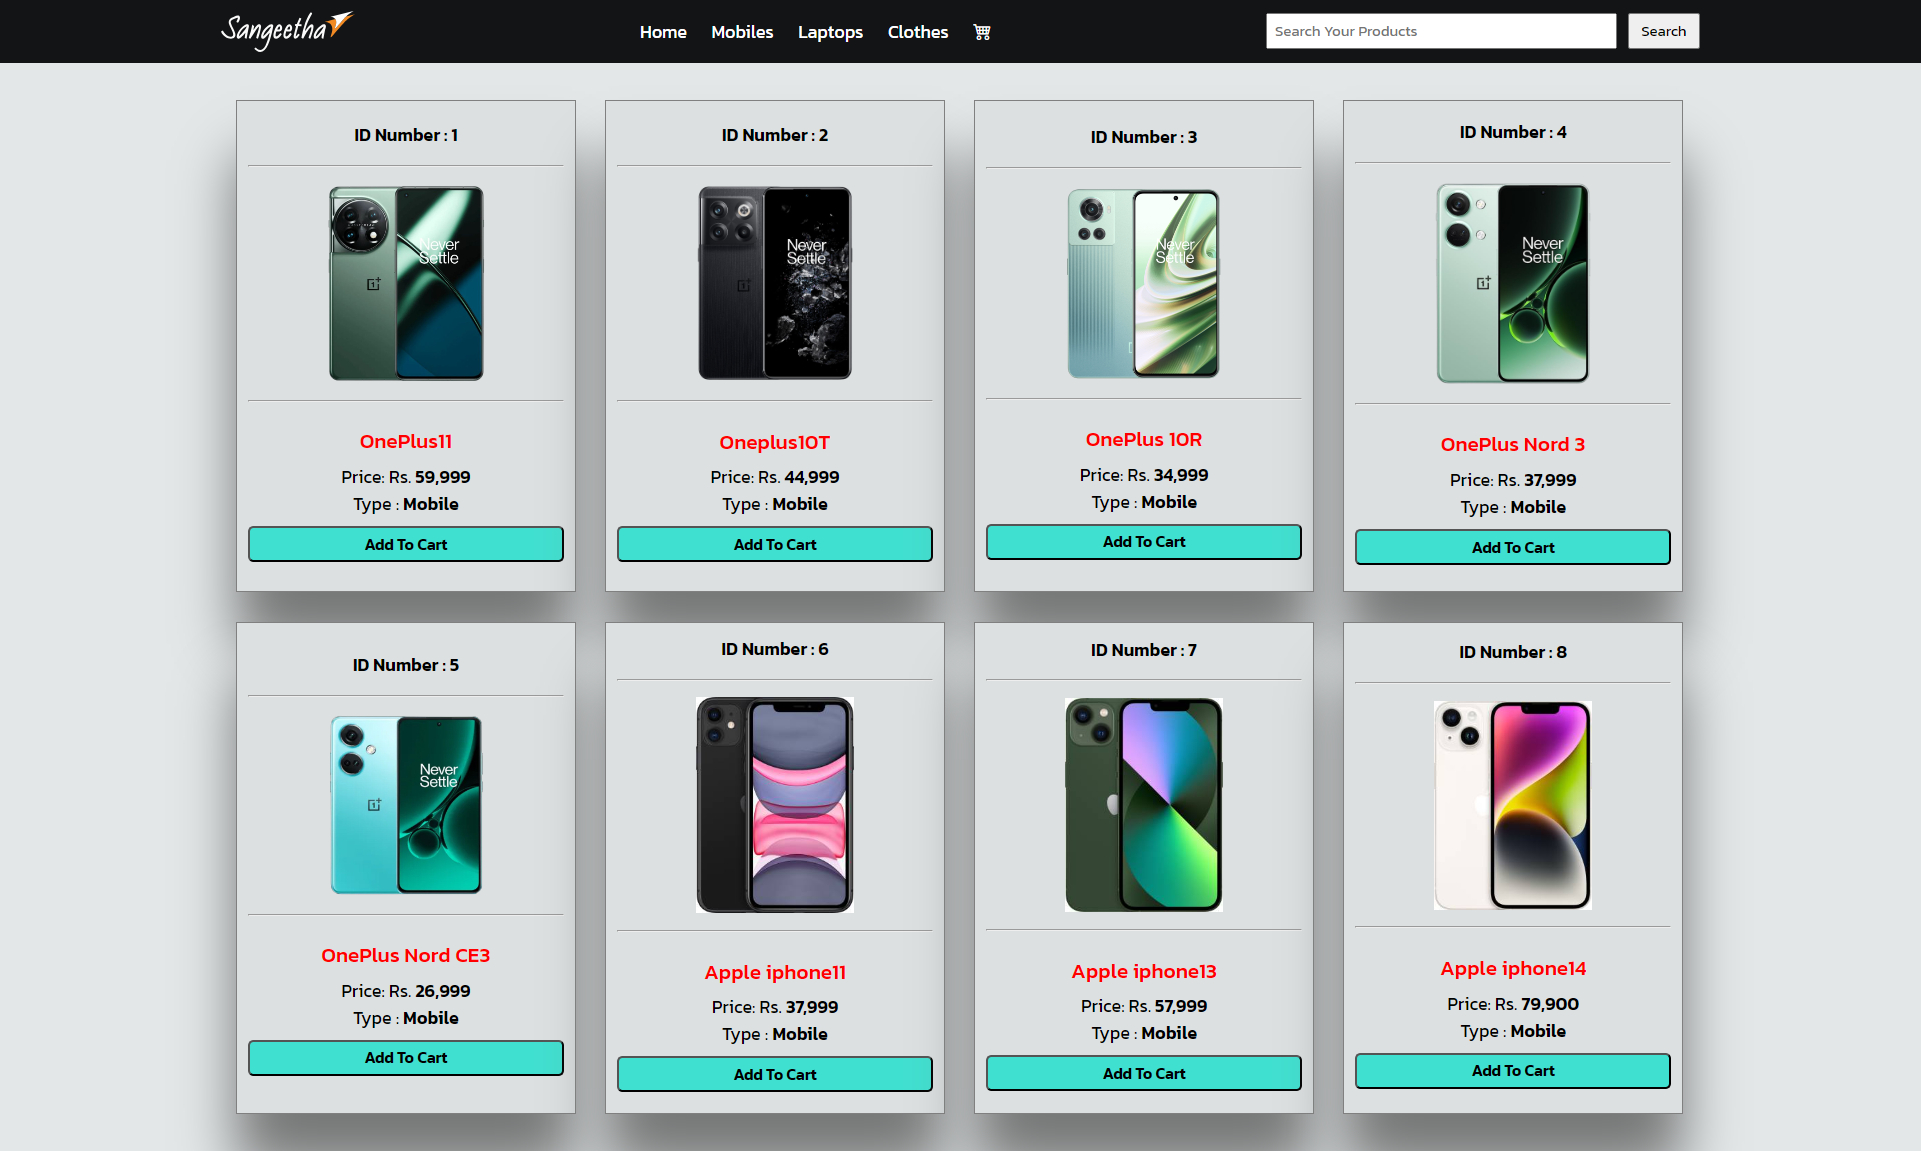 Sangeetha
Home Mobiles Laptops Clothes
Search Your Products
Search
ID Number : 1
Never
Settle
OnePlus11
Price: Rs. 59,999
Type : Mobile
Add To Cart
ID Number : 2
Never
Settle
Oneplus10T
Price: Rs. 44,999
Type : Mobile
Add To Cart
ID Number : 3
Never
Settle
OnePlus 10R
Price: Rs. 34,999
Type : Mobile
Add To Cart
ID Number : 4
Never
Settle
OnePlus Nord 3
Price: Rs. 37,999
Type : Mobile
Add To Cart
ID Number : 5
Never
Settle
OnePlus Nord CE3
Price: Rs. 26,999
Type : Mobile
Add To Cart
ID Number : 6
Apple iphone11
Price: Rs. 37,999
Type : Mobile
Add To Cart
ID Number : 7
Apple iphone13
Price: Rs. 57,999
Type : Mobile
Add To Cart
ID Number : 8
Apple iphone14
Price: Rs. 79,900
Type : Mobile
Add To Cart